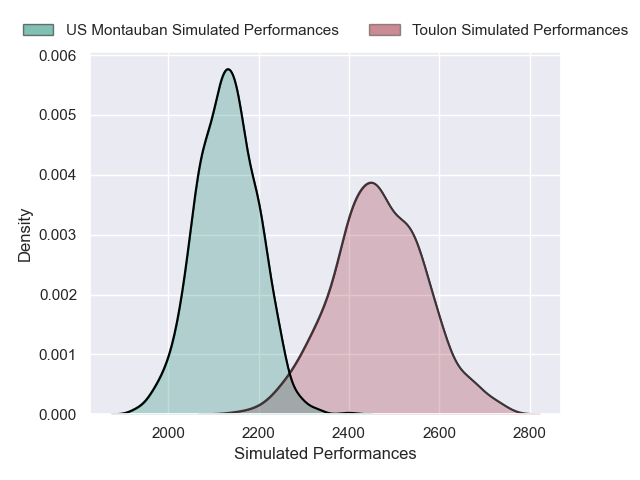 US Montauban Simulated Performances Toulon Simulated Performances
0.006
0.005
0.004
0.003
0.002
0.001
0.000
Density
2000 2200 2400 2600 2800
Simulated Performances